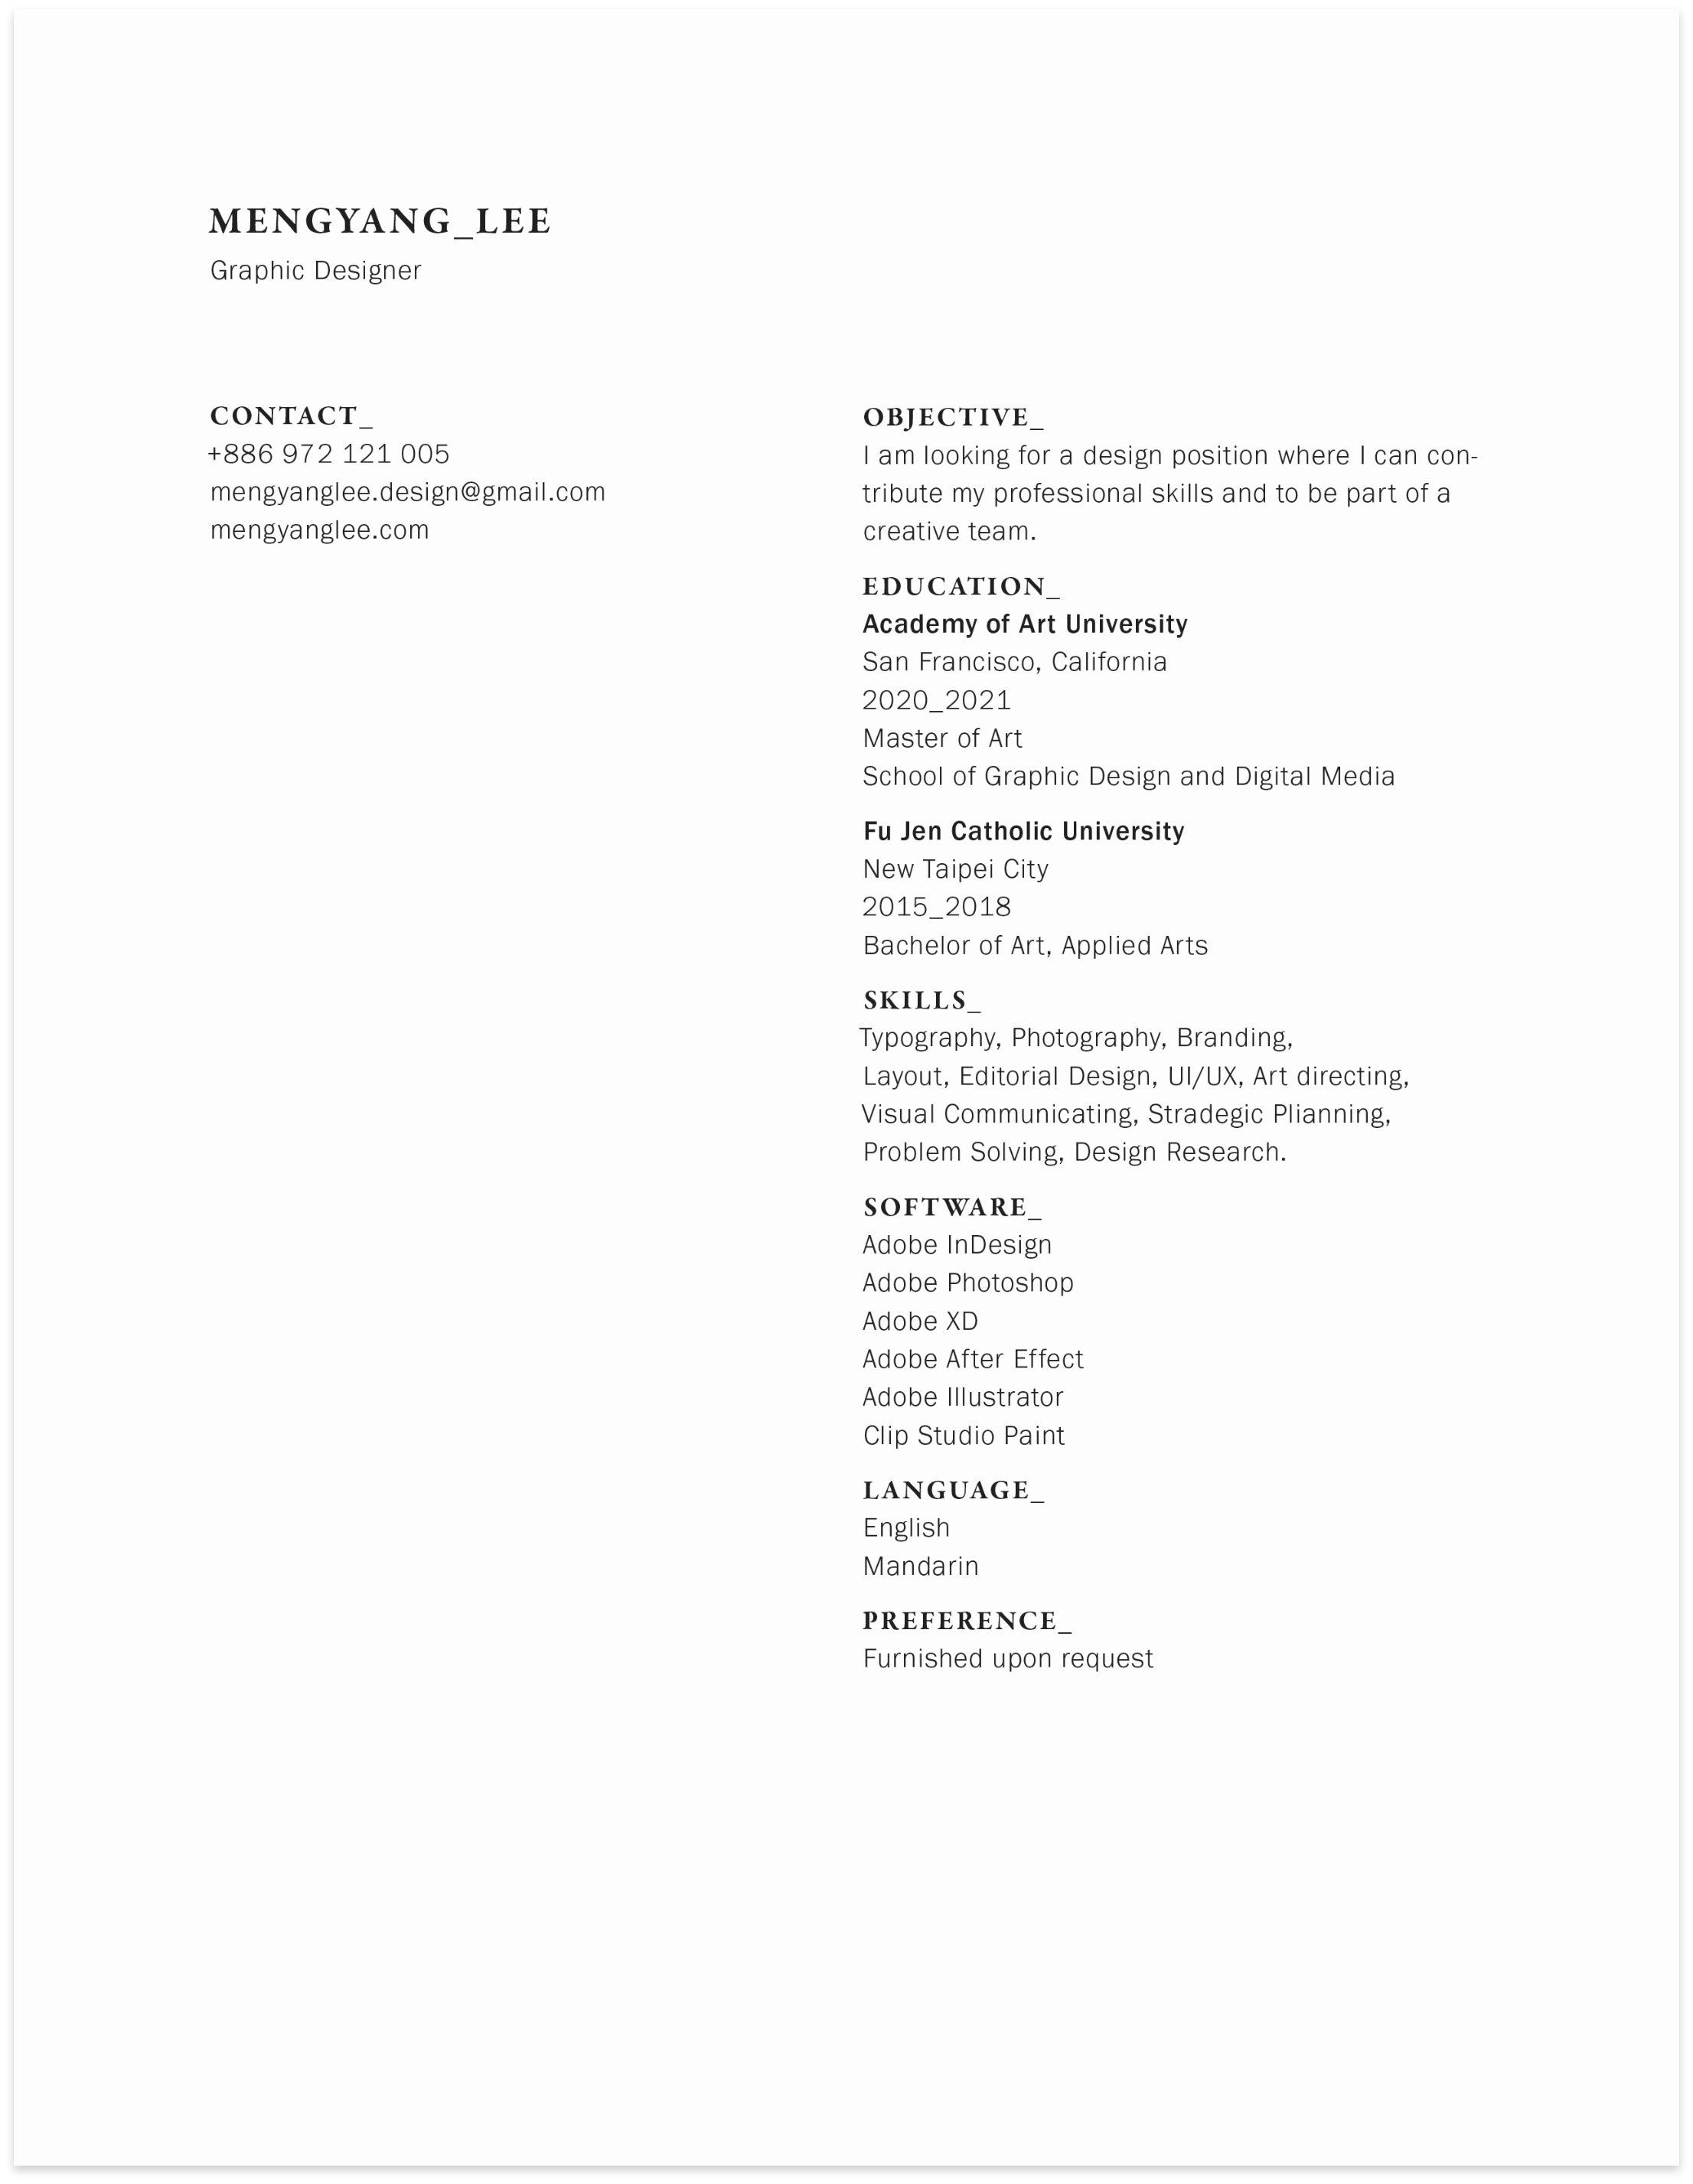 MENGYANG_LEE
Graphic Designer
CONTACT_
+886 972 121 005
mengyanglee.design@gmail.com
mengyanglee.com
OBJECTIVE_
I am looking for a design position where I can con-
tribute my professional skills and to be part of a
creative team.
EDUCATION_
Academy of Art University
San Francisco, California
2020_2021
Master of Art
School of Graphic Design and Digital Media
Fu Jen Catholic University
New Taipei City
2015_2018
Bachelor of Art, Applied Arts
SKILLS_
Typography, Photography, Branding,
Layout, Editorial Design, UI/UX, Art directing,
Visual Communicating, Stradegic Plianning,
Problem Solving, Design Research.
SOFTWARE_
Adobe InDesign
Adobe Photoshop
Adobe XD
Adobe After Effect
Adobe Illustrator
Clip Studio Paint
LANGUAGE_
English
Mandarin
PREFERENCE_
Furnished upon request